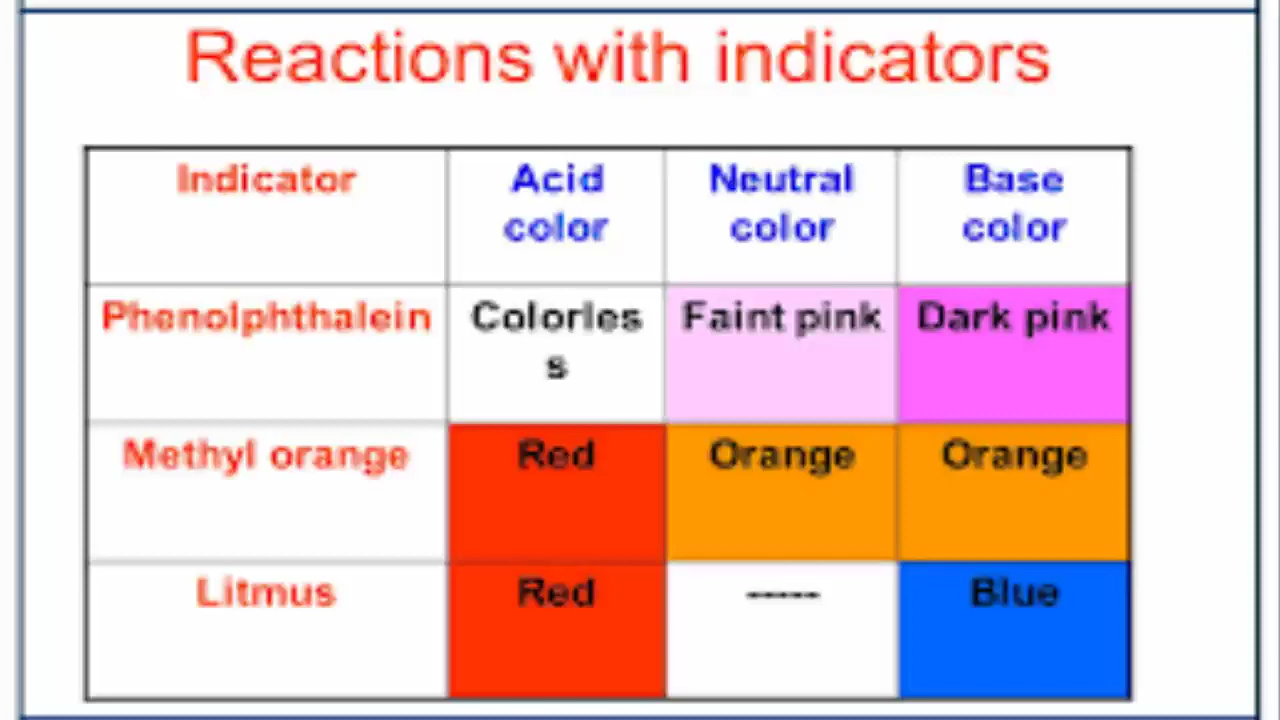 Reactions with indicators
Indicator
Acid
color
Neutral
color
Base
color
Phenolphthalein
Colorles
s
Faint pink
Dark pink
Methyl orange
Red
Orange
Orange
Litmus
Red
-----
Blue